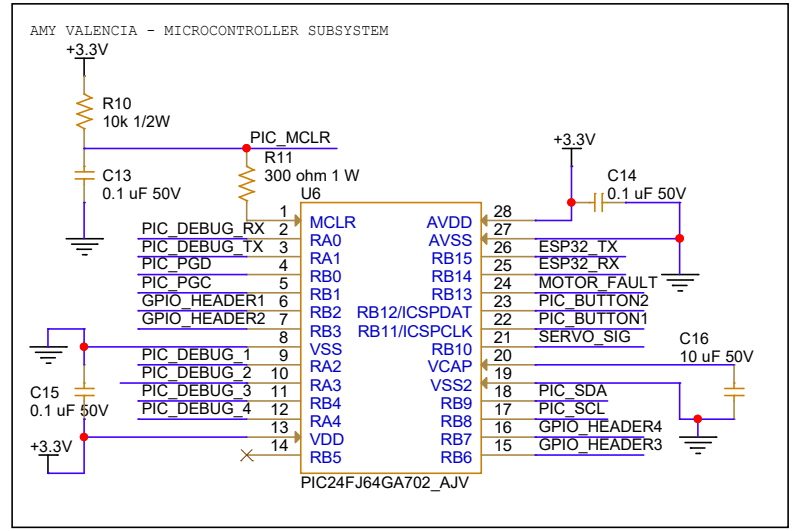 AMY VALENCIA - MICROCONTROLLER SUBSYSTEM
+3.3V
R10
10k 1/2W
PIC_MCLR
+3.3V
R11
300 ohm 1 W
C13
0.1 uF 50V
C14
0.1 uF 50V
U6
1 MCLR AVDD 28
PIC_DEBUG_RX 2 RA0 AVSS 27
PIC_DEBUG_TX 3 RA1 RB15 26 ESP32_TX
PIC_PGD 4 RB0 RB14 25 ESP32_RX
PIC_PGC 5 RB1 RB13 24 MOTOR_FAULT
GPIO_HEADER1 6 RB2 RB12/ICSPDAT 23 PIC_BUTTON2
GPIO_HEADER2 7 RB3 RB11/ICSPCLK 22 PIC_BUTTON1
8 VSS RB10 21 SERVO_SIG
PIC_DEBUG_1 9 RA2 VCAP 20
PIC_DEBUG_2 10 RA3 VSS2 19
PIC_DEBUG_3 11 RB4 RB9 18 PIC_SDA
PIC_DEBUG_4 12 RA4 RB8 17 PIC_SCL
13 VDD RB7 16 GPIO_HEADER4
14 RB5 RB6 15 GPIO_HEADER3
C16
10 uF 50V
C15
0.1 uF 50V
+3.3V
PIC24FJ64GA702_AJV